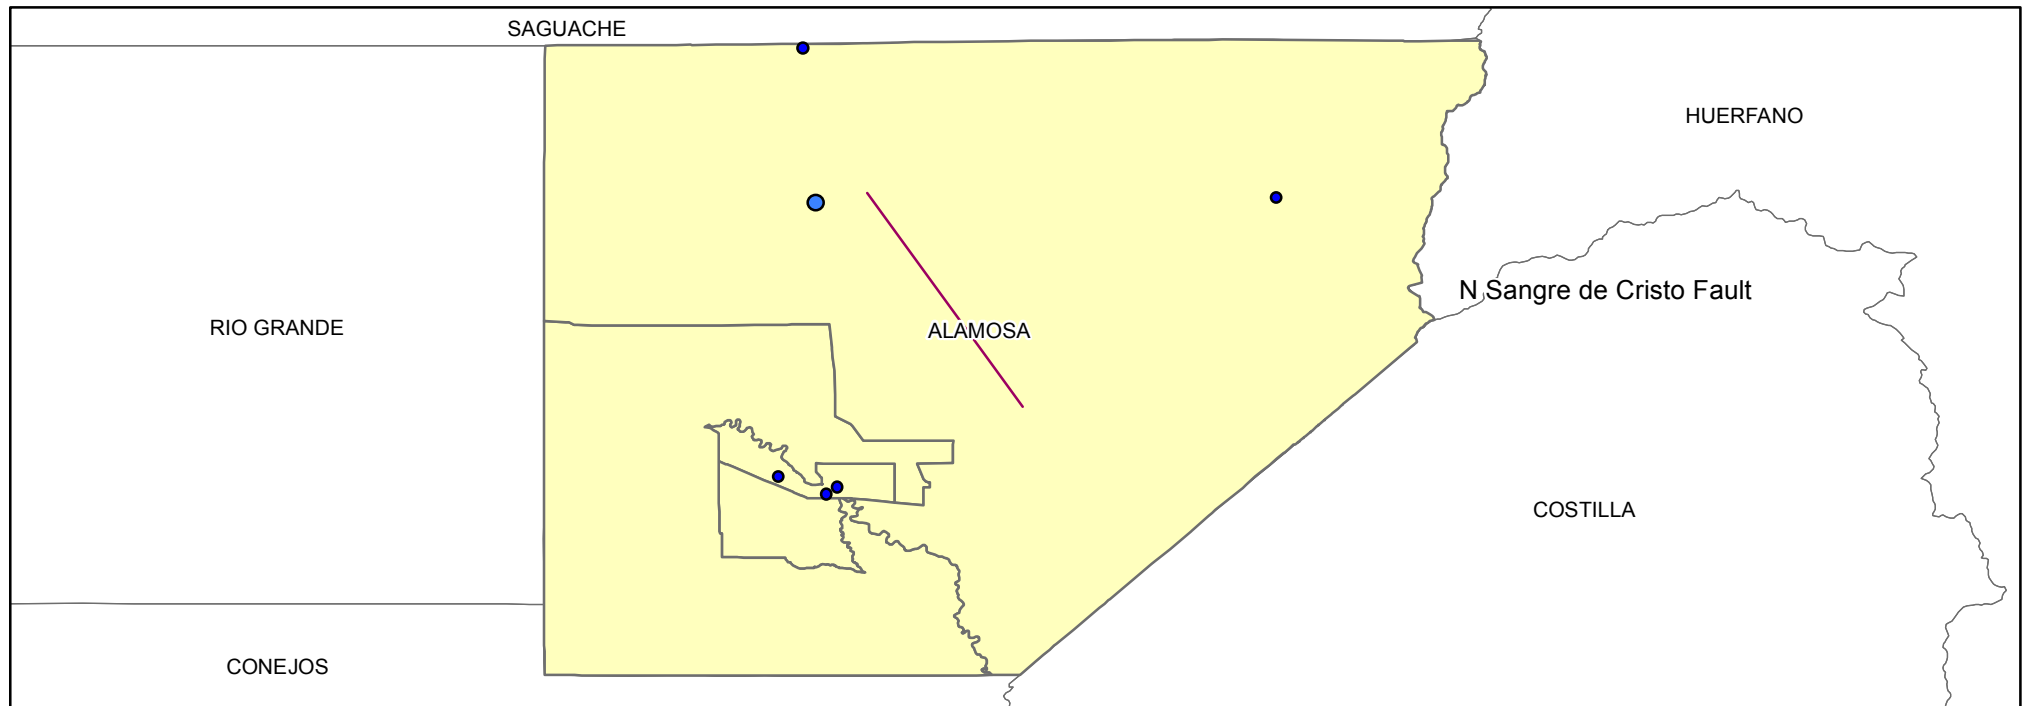 SAGUACHE
HUERFANO
N Sangre de Cristo Fault
RIO GRANDE
ALAMOSA
COSTILLA
CONEJOS